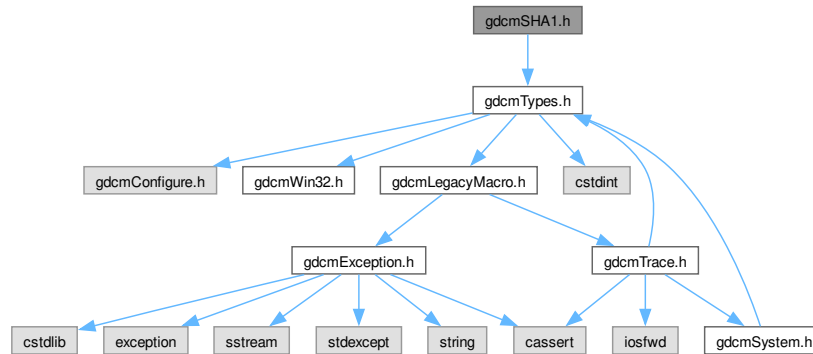 gdcmSHA1.h
gdcmTypes.h
gdcmConfigure.h
gdcmWin32.h
gdcmLegacyMacro.h
cstdint
gdcmException.h
gdcmTrace.h
cstdlib
exception
sstream
stdexcept
string
cassert
iosfwd
gdcmSystem.h